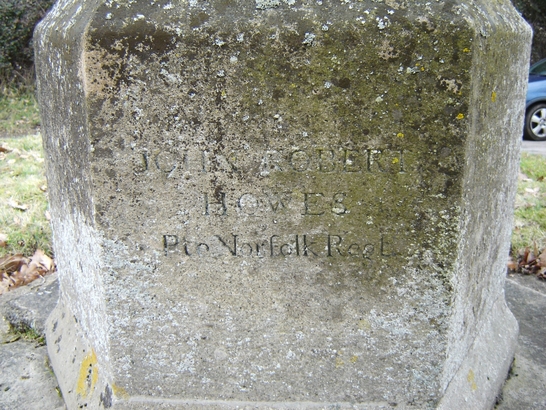 JOHN ROBERT
HOWES
Pte Norfolk Regt.